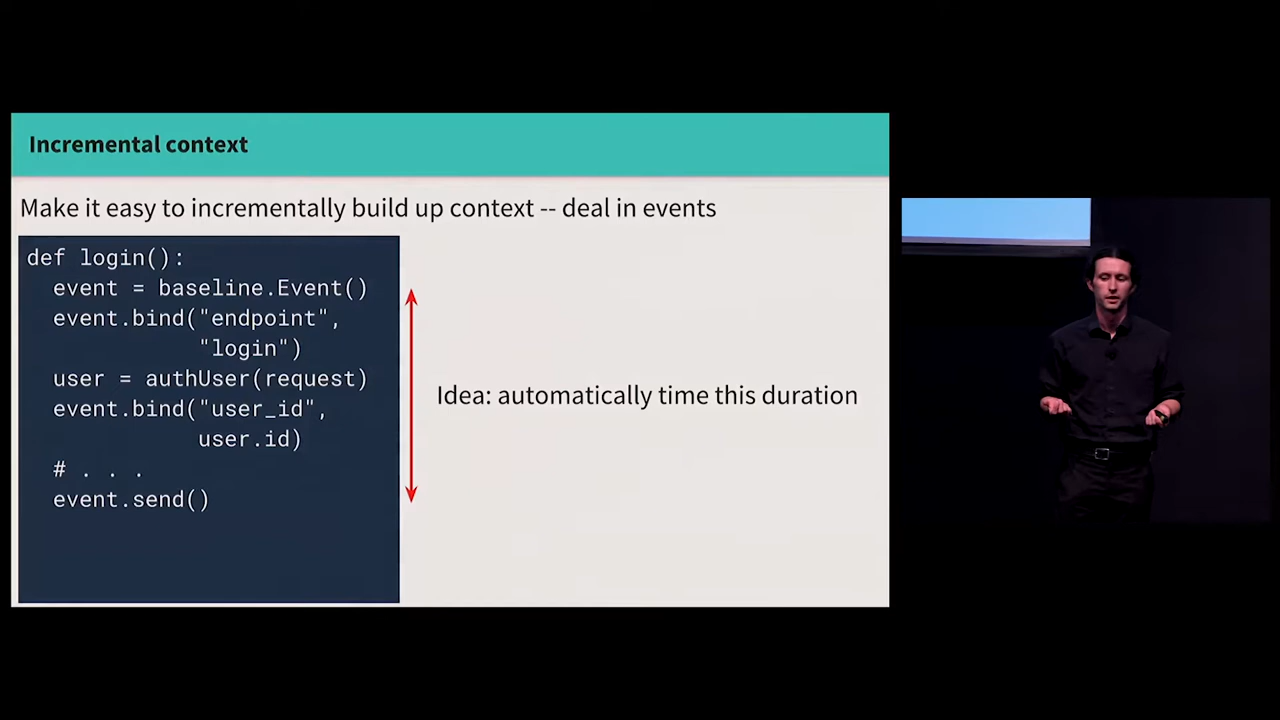 Incremental context
Make it easy to incrementally build up context -- deal in events
def login():
event = baseline.Event()
event.bind("endpoint",
"login")
user = authUser(request)
event.bind("user_id",
user.id)
# . . .
event.send()
Idea: automatically time this duration